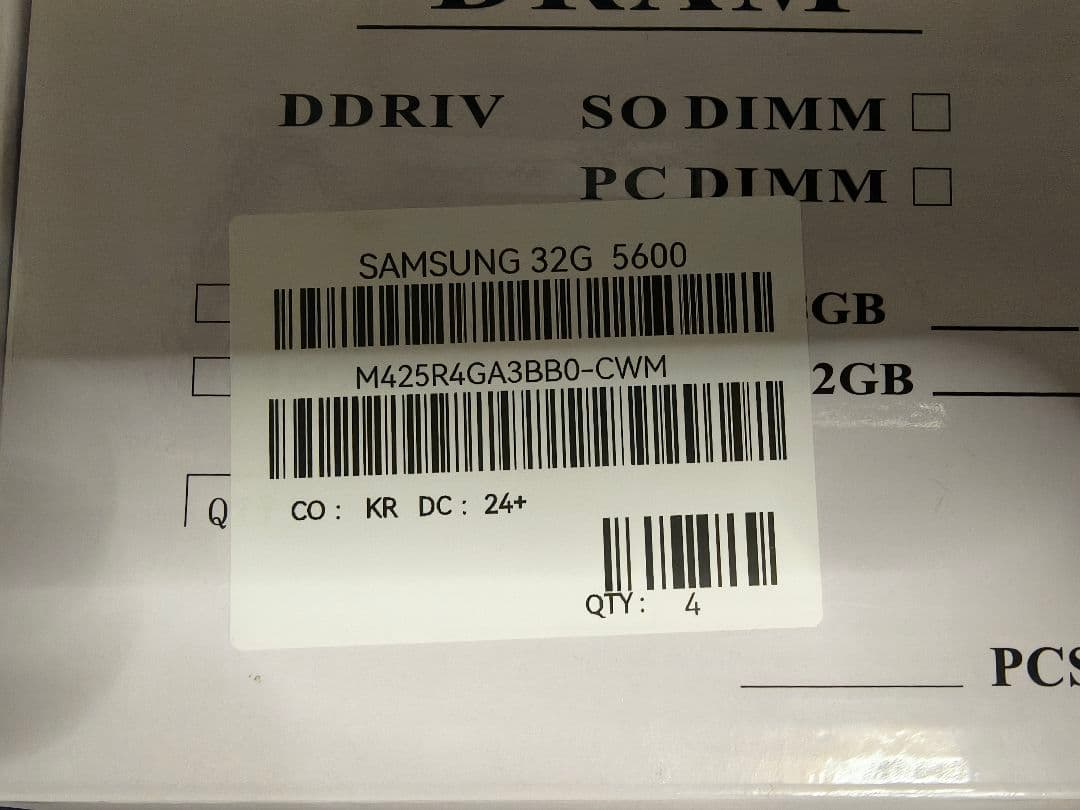 DRAM
DDRIV SO DIMM
PC DIMM
SAMSUNG 32G 5600
GB
M425R4GA3BB0-CWM
2GB
Q
CO: KR DC: 24+
QTY: 4
PCS